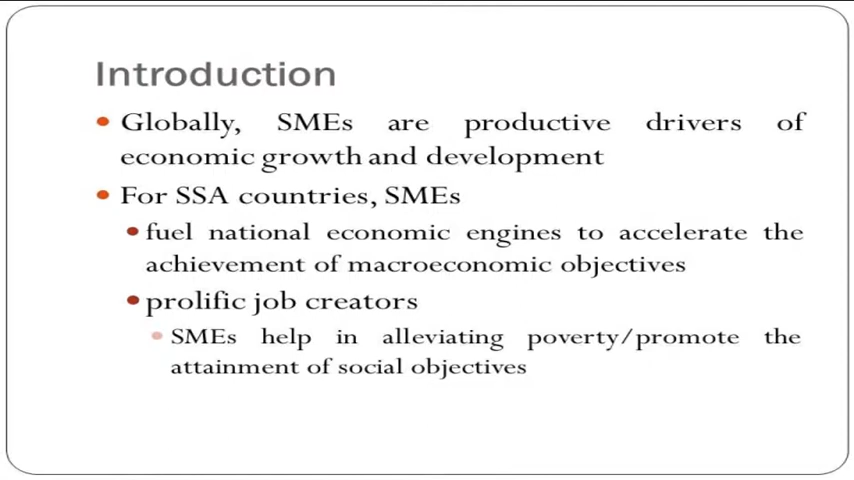 Introduction
Globally, SMEs are productive drivers of
economic growth and development
For SSA countries, SMEs
fuel national economic engines to accelerate the
achievement of macroeconomic objectives
prolific job creators
SMEs help in alleviating poverty/promote the
attainment of social objectives